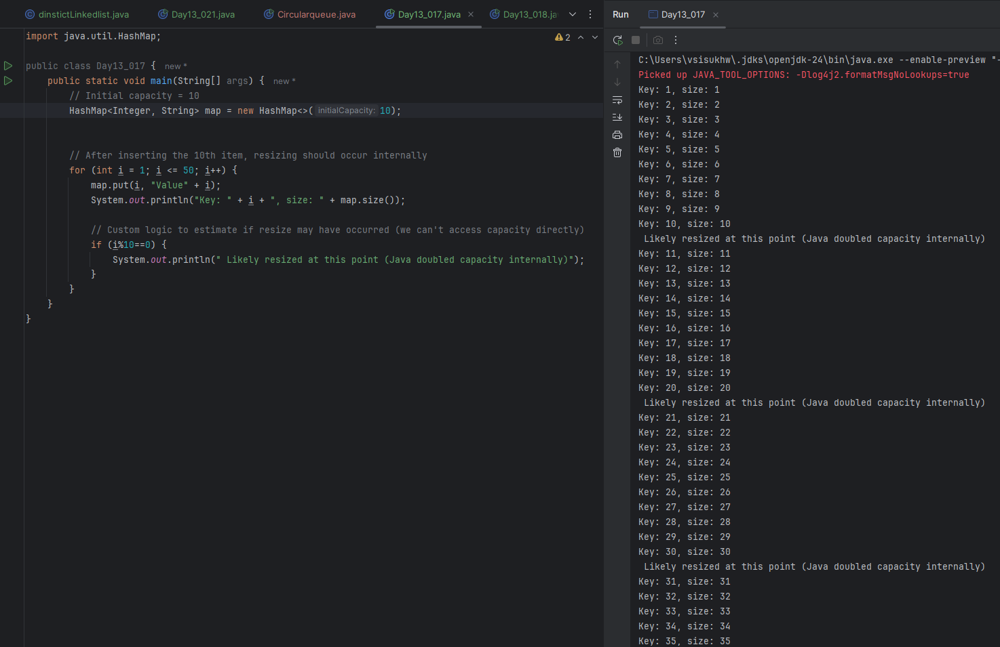 dinstictLinkedlist.java
Day13_021.java
Circularqueue.java
Day13_017.java
Day13_018.ja
import java.util.HashMap;
2
public class Day13_017 { new *
public static void main(String[] args) { new *
// Initial capacity = 10
HashMap<Integer, String> map = new HashMap<>( initialCapacity: 10);
// After inserting the 10th item, resizing should occur internally
for (int i = 1; i <= 50; i++) {
map.put(i, "Value" + i);
System.out.println("Key: " + i + ", size: " + map.size());
// Custom logic to estimate if resize may have occurred (we can't access capacity directly)
if (i%10==0) {
System.out.println(" Likely resized at this point (Java doubled capacity internally)");
}
}
}
}
Run
Day13_017
C:\Users\vsisukhw\.jdks\openjdk-24\bin\java.exe --enable-preview "-
Picked up JAVA_TOOL_OPTIONS: -Dlog4j2.formatMsgNoLookups=true
Key: 1, size: 1
Key: 2, size: 2
Key: 3, size: 3
Key: 4, size: 4
Key: 5, size: 5
Key: 6, size: 6
Key: 7, size: 7
Key: 8, size: 8
Key: 9, size: 9
Key: 10, size: 10
Likely resized at this point (Java doubled capacity internally)
Key: 11, size: 11
Key: 12, size: 12
Key: 13, size: 13
Key: 14, size: 14
Key: 15, size: 15
Key: 16, size: 16
Key: 17, size: 17
Key: 18, size: 18
Key: 19, size: 19
Key: 20, size: 20
Likely resized at this point (Java doubled capacity internally)
Key: 21, size: 21
Key: 22, size: 22
Key: 23, size: 23
Key: 24, size: 24
Key: 25, size: 25
Key: 26, size: 26
Key: 27, size: 27
Key: 28, size: 28
Key: 29, size: 29
Key: 30, size: 30
Likely resized at this point (Java doubled capacity internally)
Key: 31, size: 31
Key: 32, size: 32
Key: 33, size: 33
Key: 34, size: 34
Key: 35, size: 35